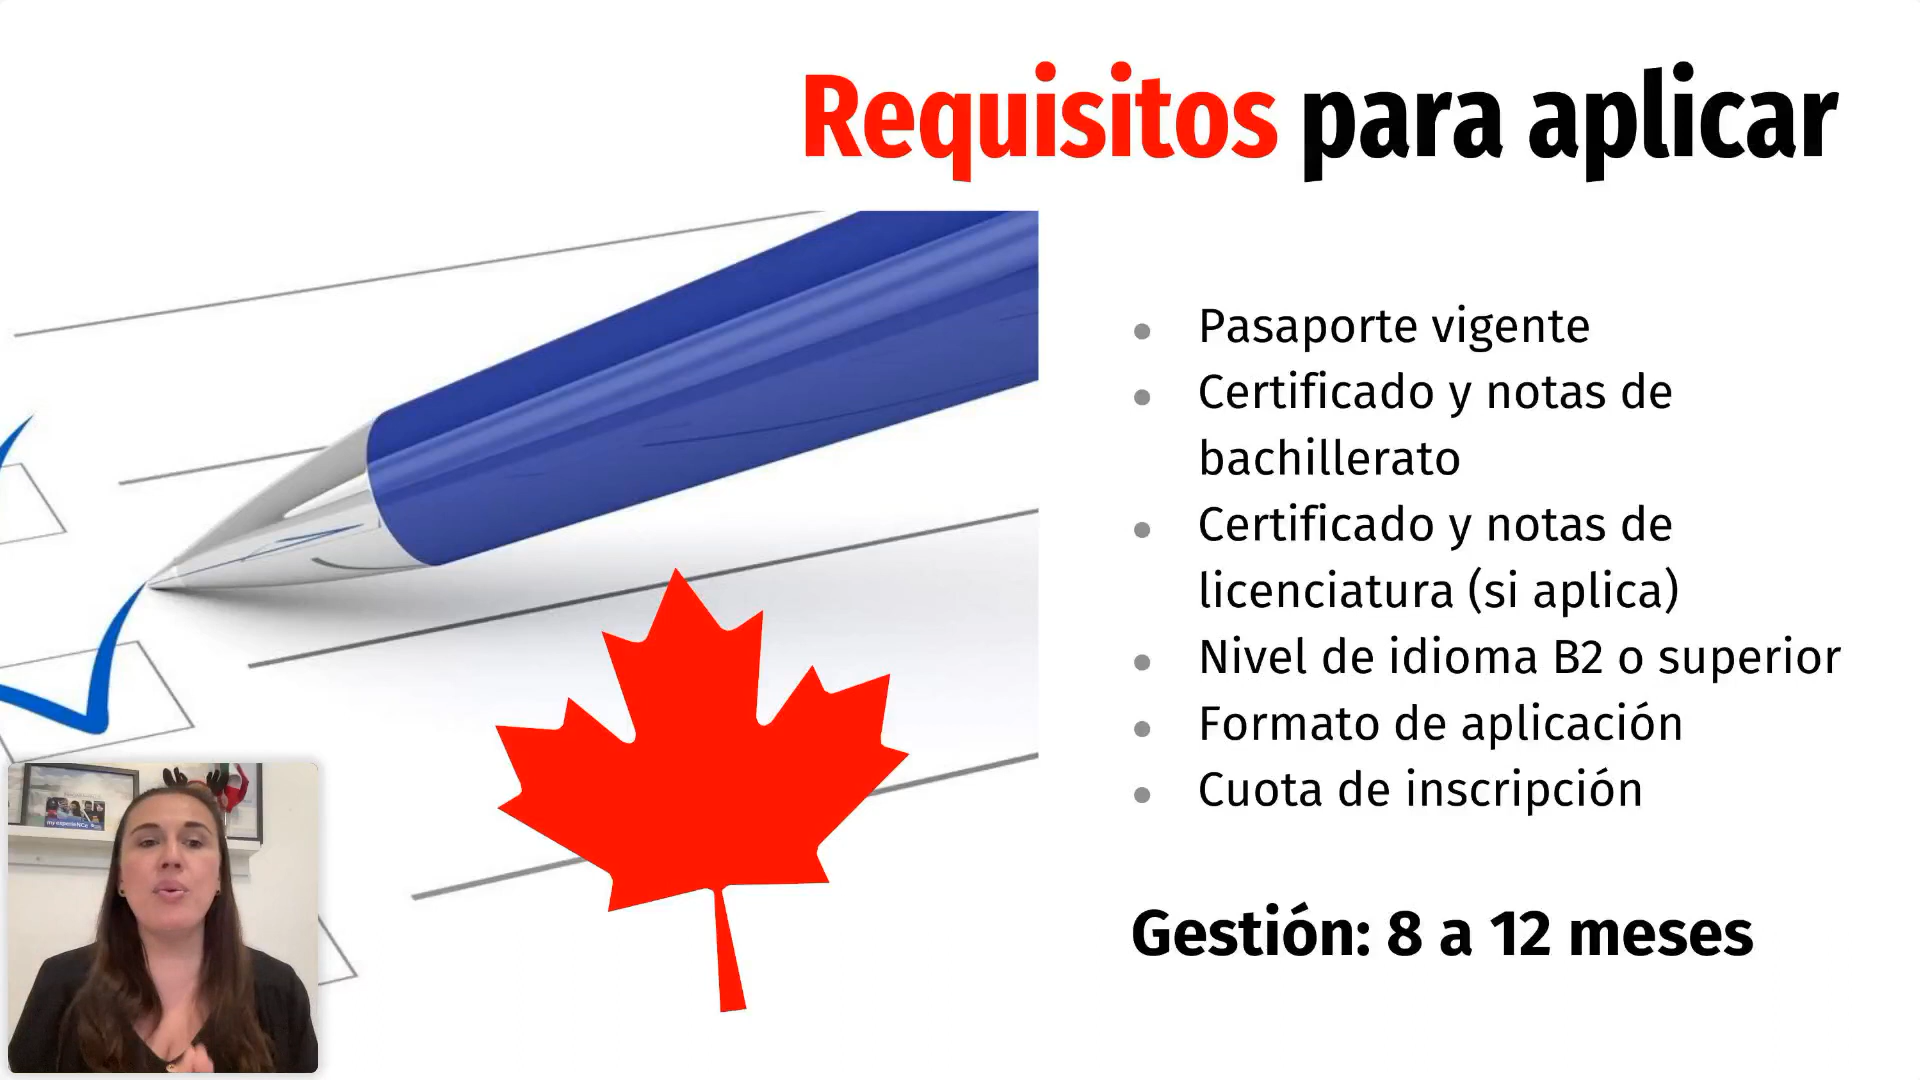 Requisitos para aplicar
Pasaporte vigente
Certificado y notas de
bachillerato
Certificado y notas de
licenciatura (si aplica)
Nivel de idioma B2 o superior
Formato de aplicación
Cuota de inscripción
Gestión: 8 a 12 meses